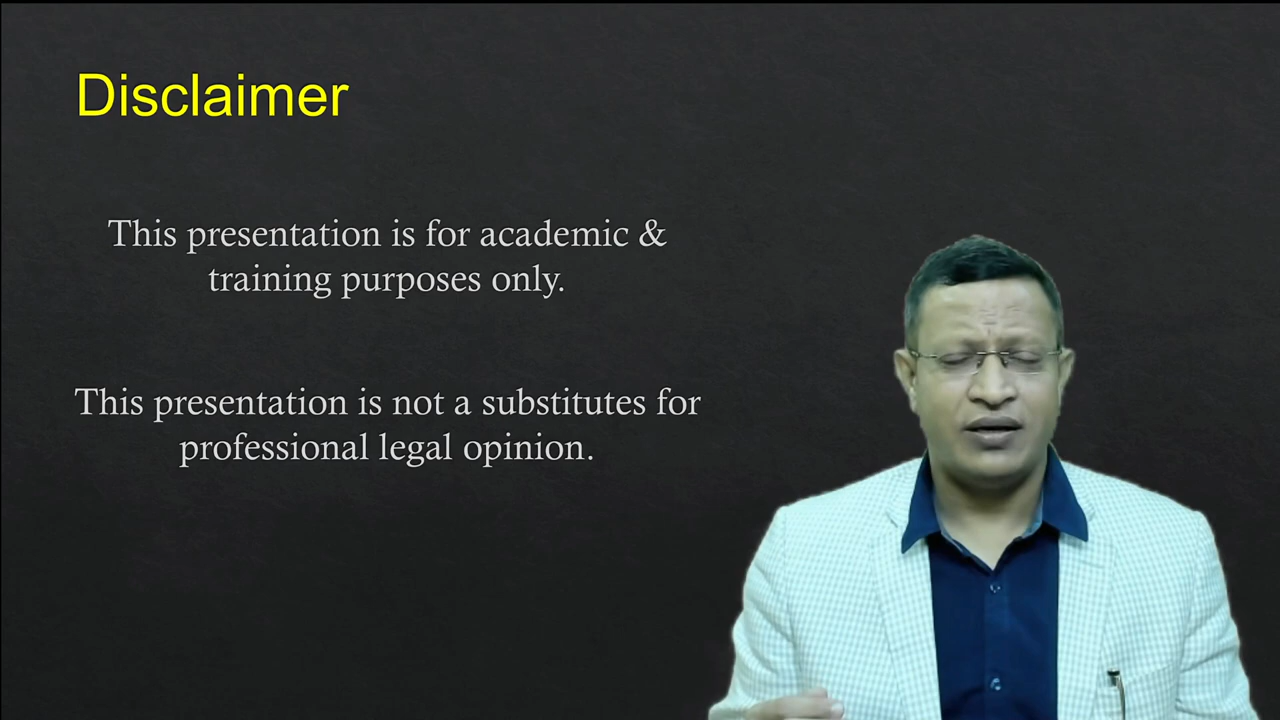 Disclaimer
This presentation is for academic &
training purposes only.
This presentation is not a substitutes for
professional legal opinion.